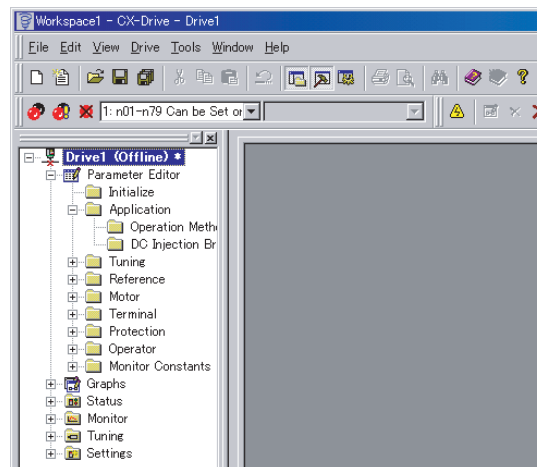 Workspace1 - CX-Drive - Drive1
File Edit View Drive Tools Window Help
1: n01-n79 Can be Set or
Drive1 (Offline) *
Parameter Editor
Initialize
Application
Operation Meth
DC Injection Br
Tuning
Reference
Motor
Terminal
Protection
Operator
Monitor Constants
Graphs
Status
Monitor
Tuning
Settings